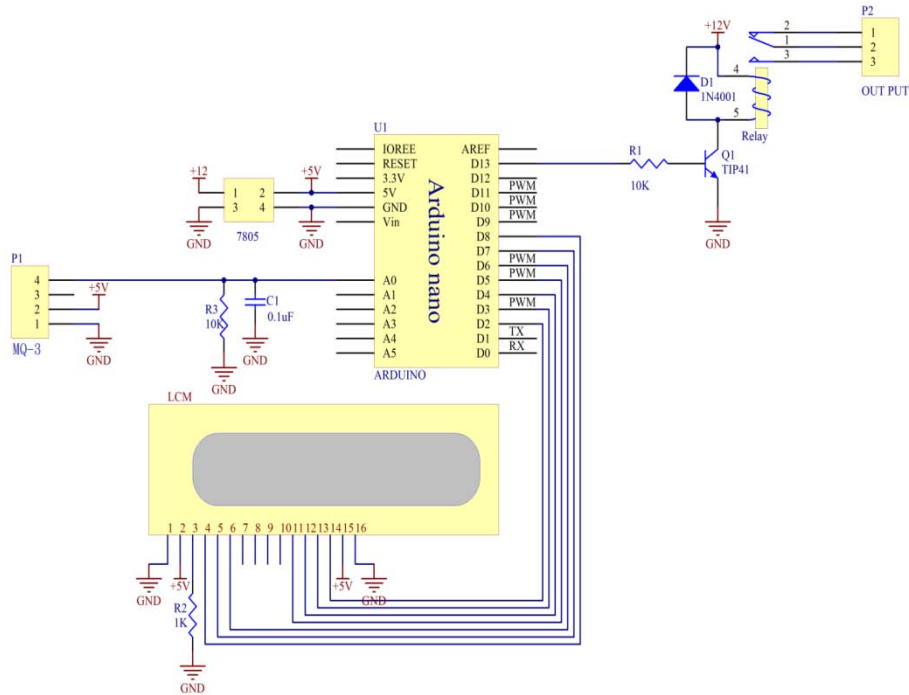 +12V
P2
2
1
1
2
3
3
OUT PUT
D1
1N4001
4
5
Relay
R1
10K
Q1
TIP41
GND
U1
IOREE
RESET
3.3V
5V
GND
Vin
A0
A1
A2
A3
A4
A5
Arduino nano
AREF
D13
D12
D11
D10
D9
D8
D7
D6
D5
D4
D3
D2
D1
D0
PWM
PWM
PWM
PWM
PWM
PWM
TX
RX
ARDUINO
+12
+5V
1 2
3 4
GND
7805
GND
P1
4
3
2
1
+5V
MQ-3
GND
R3
10K
GND
C1
0.1uF
GND
LCM
1 2 3 4 5 6 7 8 9 10 11 12 13 14 15 16
GND
+5V
R2
1K
GND
+5V
GND